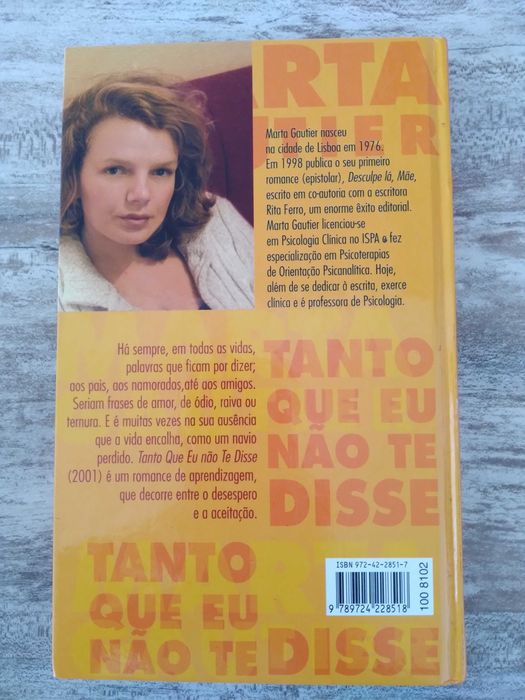 ARTA
Marta Gautier nasceu
na cidade de Lisboa em 1976.
Em 1998 publica o seu primeiro
romance (epistolar), Desculpe lá, Mãe,
escrito em co-autoria com a escritora
Rita Ferro, um enorme êxito editorial.
Marta Gautier licenciou-se
em Psicologia Clínica no ISPA e fez
especialização em Psicoterapias
de Orientação Psicanalítica. Hoje,
além de se dedicar à escrita, exerce
clínica e é professora de Psicologia.
Há sempre, em todas as vidas,
palavras que ficam por dizer;
aos pais, aos namorados,até aos amigos.
Seriam frases de amor, de ódio, raiva ou
ternura. E é muitas vezes na sua ausência
que a vida encalha, como um navio
perdido. Tanto Que Eu não Te Disse
(2001) é um romance de aprendizagem,
que decorre entre o desespero
e a aceitação.
TANTO
QUE EU
NÃO TE
DISSE
ISBN 972-42-2851-7
9 789724 228518
100 8102
TANTO
QUE EU
NÃO TE DISSE